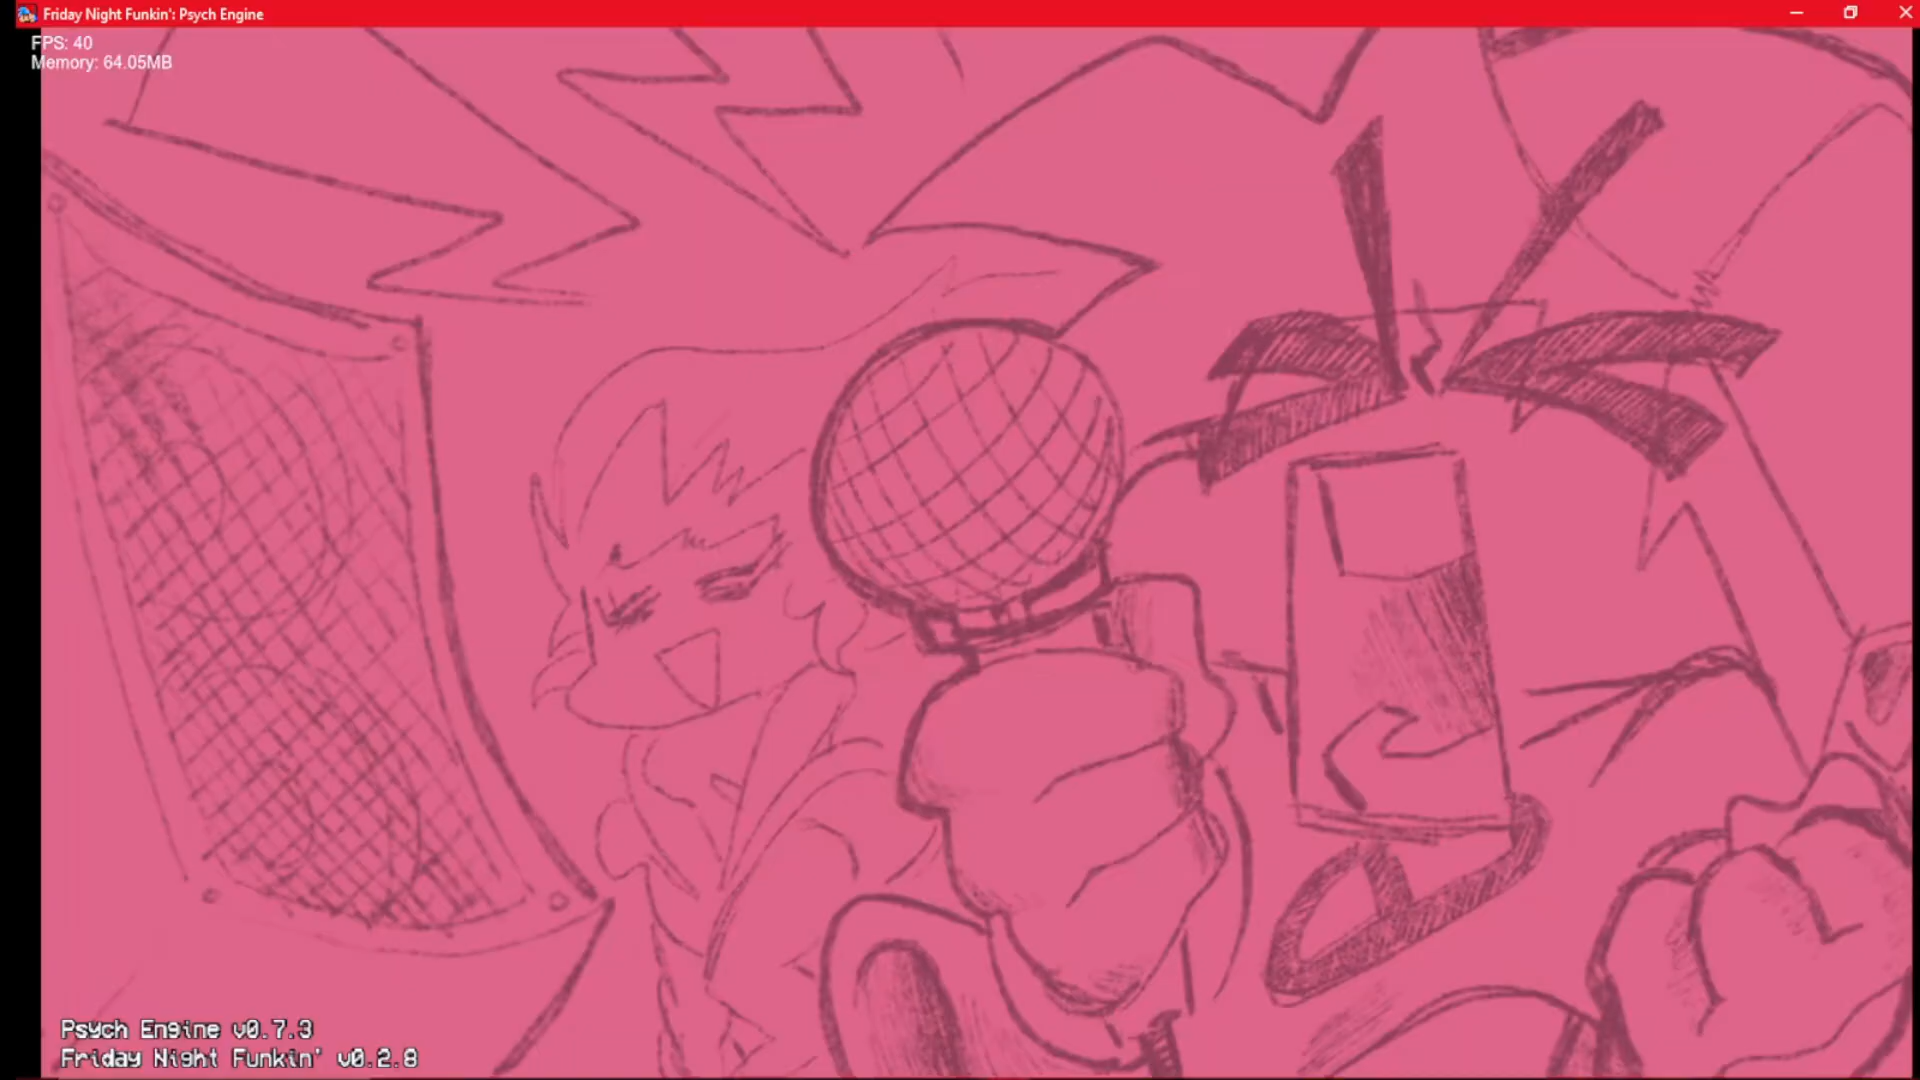 Friday Night Funkin': Psych Engine
FPS: 40
Memory: 64.05MB
Psych Engine v0.7.3
Friday Night Funkin' v0.2.8